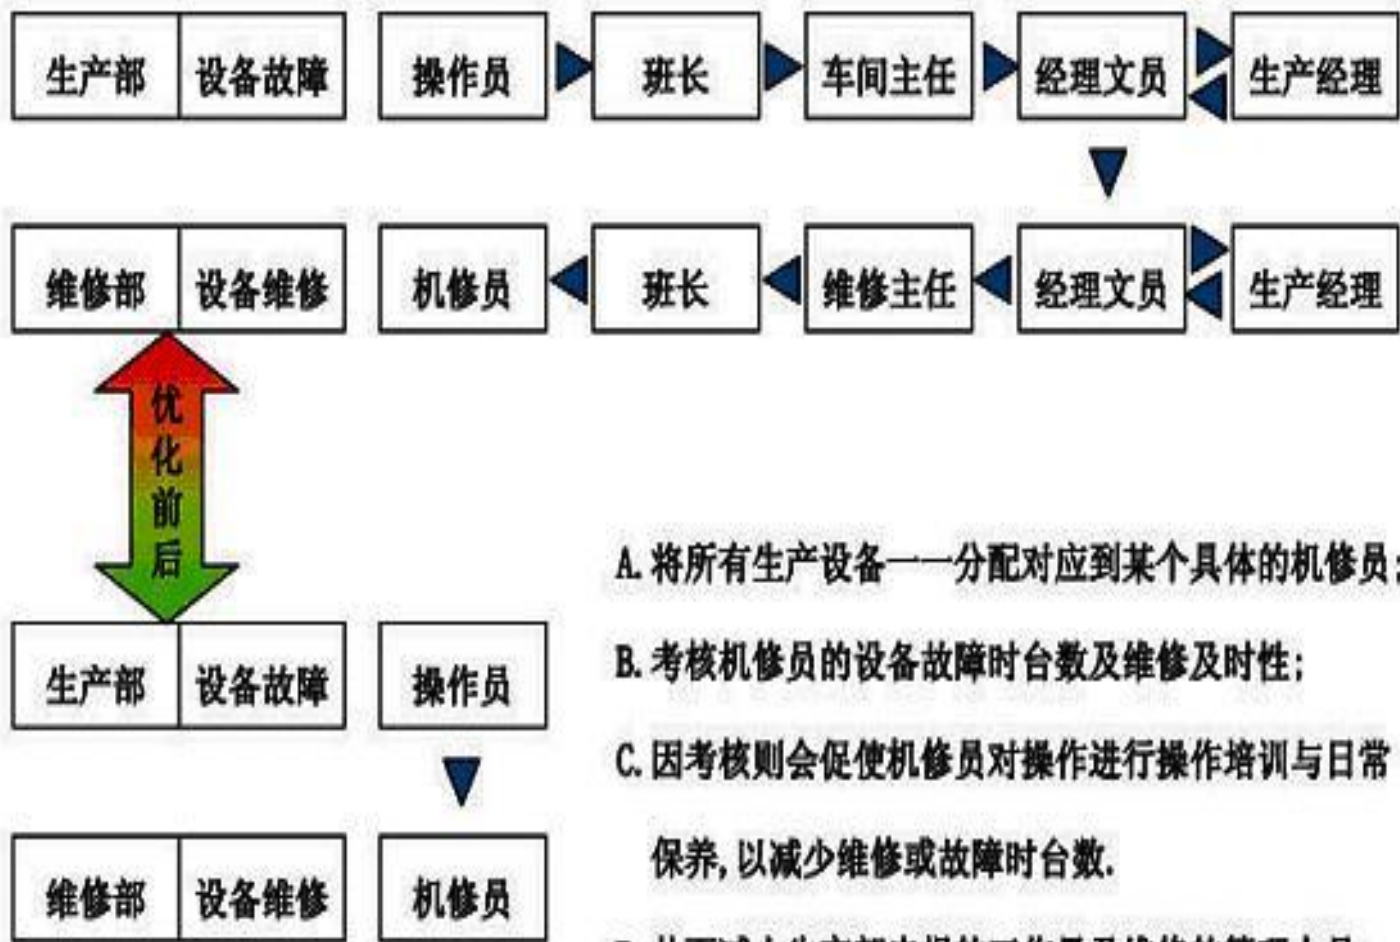 生产部 设备故障 操作员 班长 车间主任 经理文员 生产经理
维修部 设备维修 机修员 班长 维修主任 经理文员 生产经理
优化前后
A.将所有生产设备一一分配对应到某个具体的机修员;
生产部 设备故障 操作员
B.考核机修员的设备故障时台数及维修及时性;
C.因考核则会促使机修员对操作进行操作培训与日常
保养,以减少维修或故障时台数.
维修部 设备维修 机修员